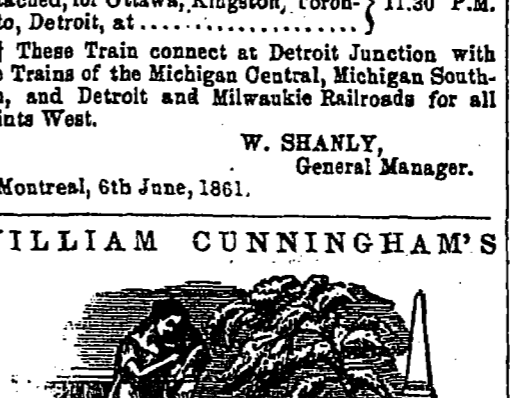 tached, for Ottawa, Kingston, Toron- } 11.30 P.M.
to, Detroit, at ....................
† These Train connect at Detroit Junction with
e Trains of the Michigan Central, Michigan South-
n, and Detroit and Milwaukie Railroads for all
ints West.
W. SHANLY,
General Manager.
Montreal, 6th June, 1861.
WILLIAM CUNNINGHAM'S